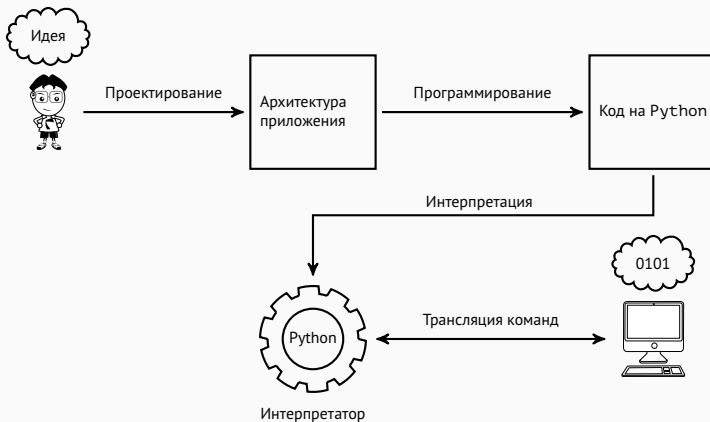 Идея
Проектирование
Архитектура
приложения
Программирование
Код на Python
Интерпретация
0101
Python
Трансляция команд
Интерпретатор